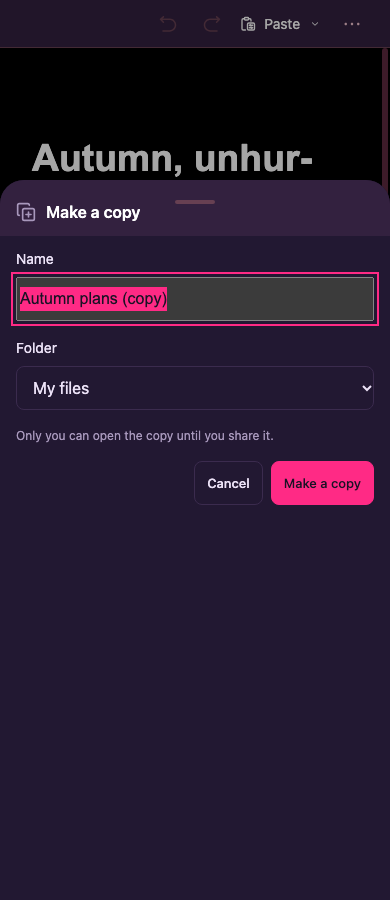 Paste
Autumn, unhur-
Make a copy
Name
Autumn plans (copy)
Folder
My files
Only you can open the copy until you share it.
Cancel
Make a copy